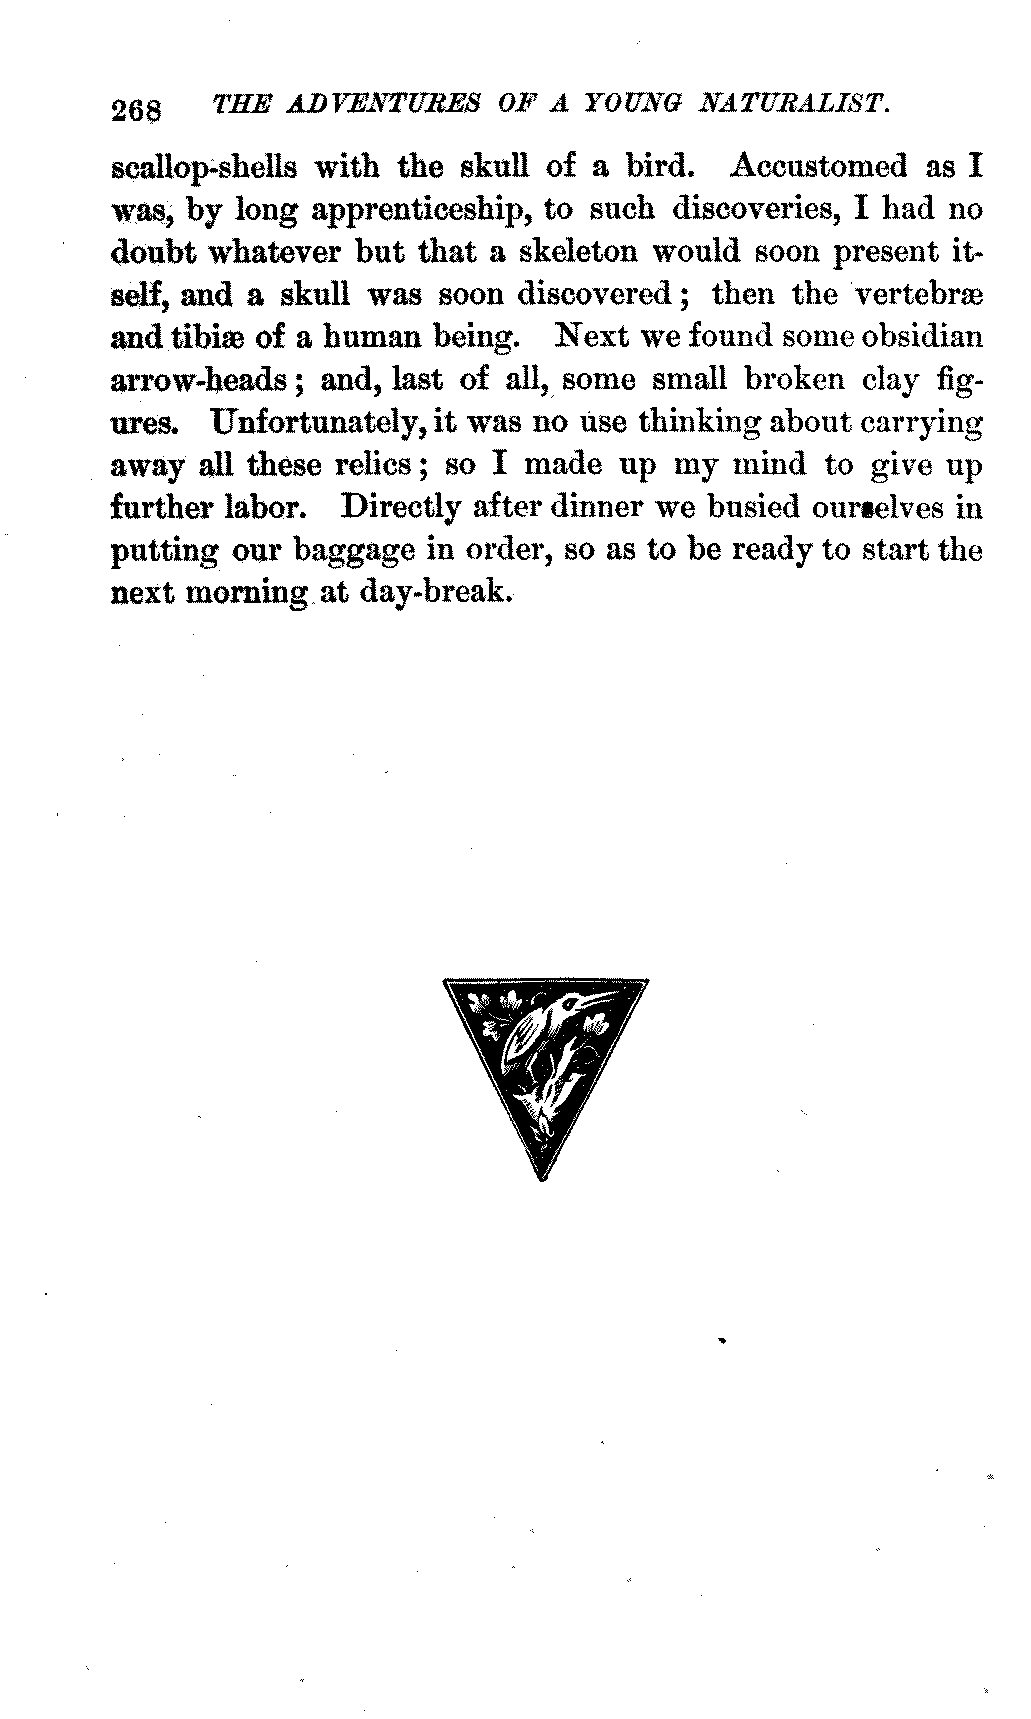 268 THE ADVENTURES OF A YOUNG NATURALIST.
scallop-shells with the skull of a bird. Accustomed as I
was, by long apprenticeship, to such discoveries, I had no
doubt whatever but that a skeleton would soon present it-
self, and a skull was soon discovered; then the vertebræ
and tibiæ of a human being. Next we found some obsidian
arrow-heads; and, last of all, some small broken clay fig-
ures. Unfortunately, it was no use thinking about carrying
away all these relics; so I made up my mind to give up
further labor. Directly after dinner we busied ourselves in
putting our baggage in order, so as to be ready to start the
next morning at day-break.